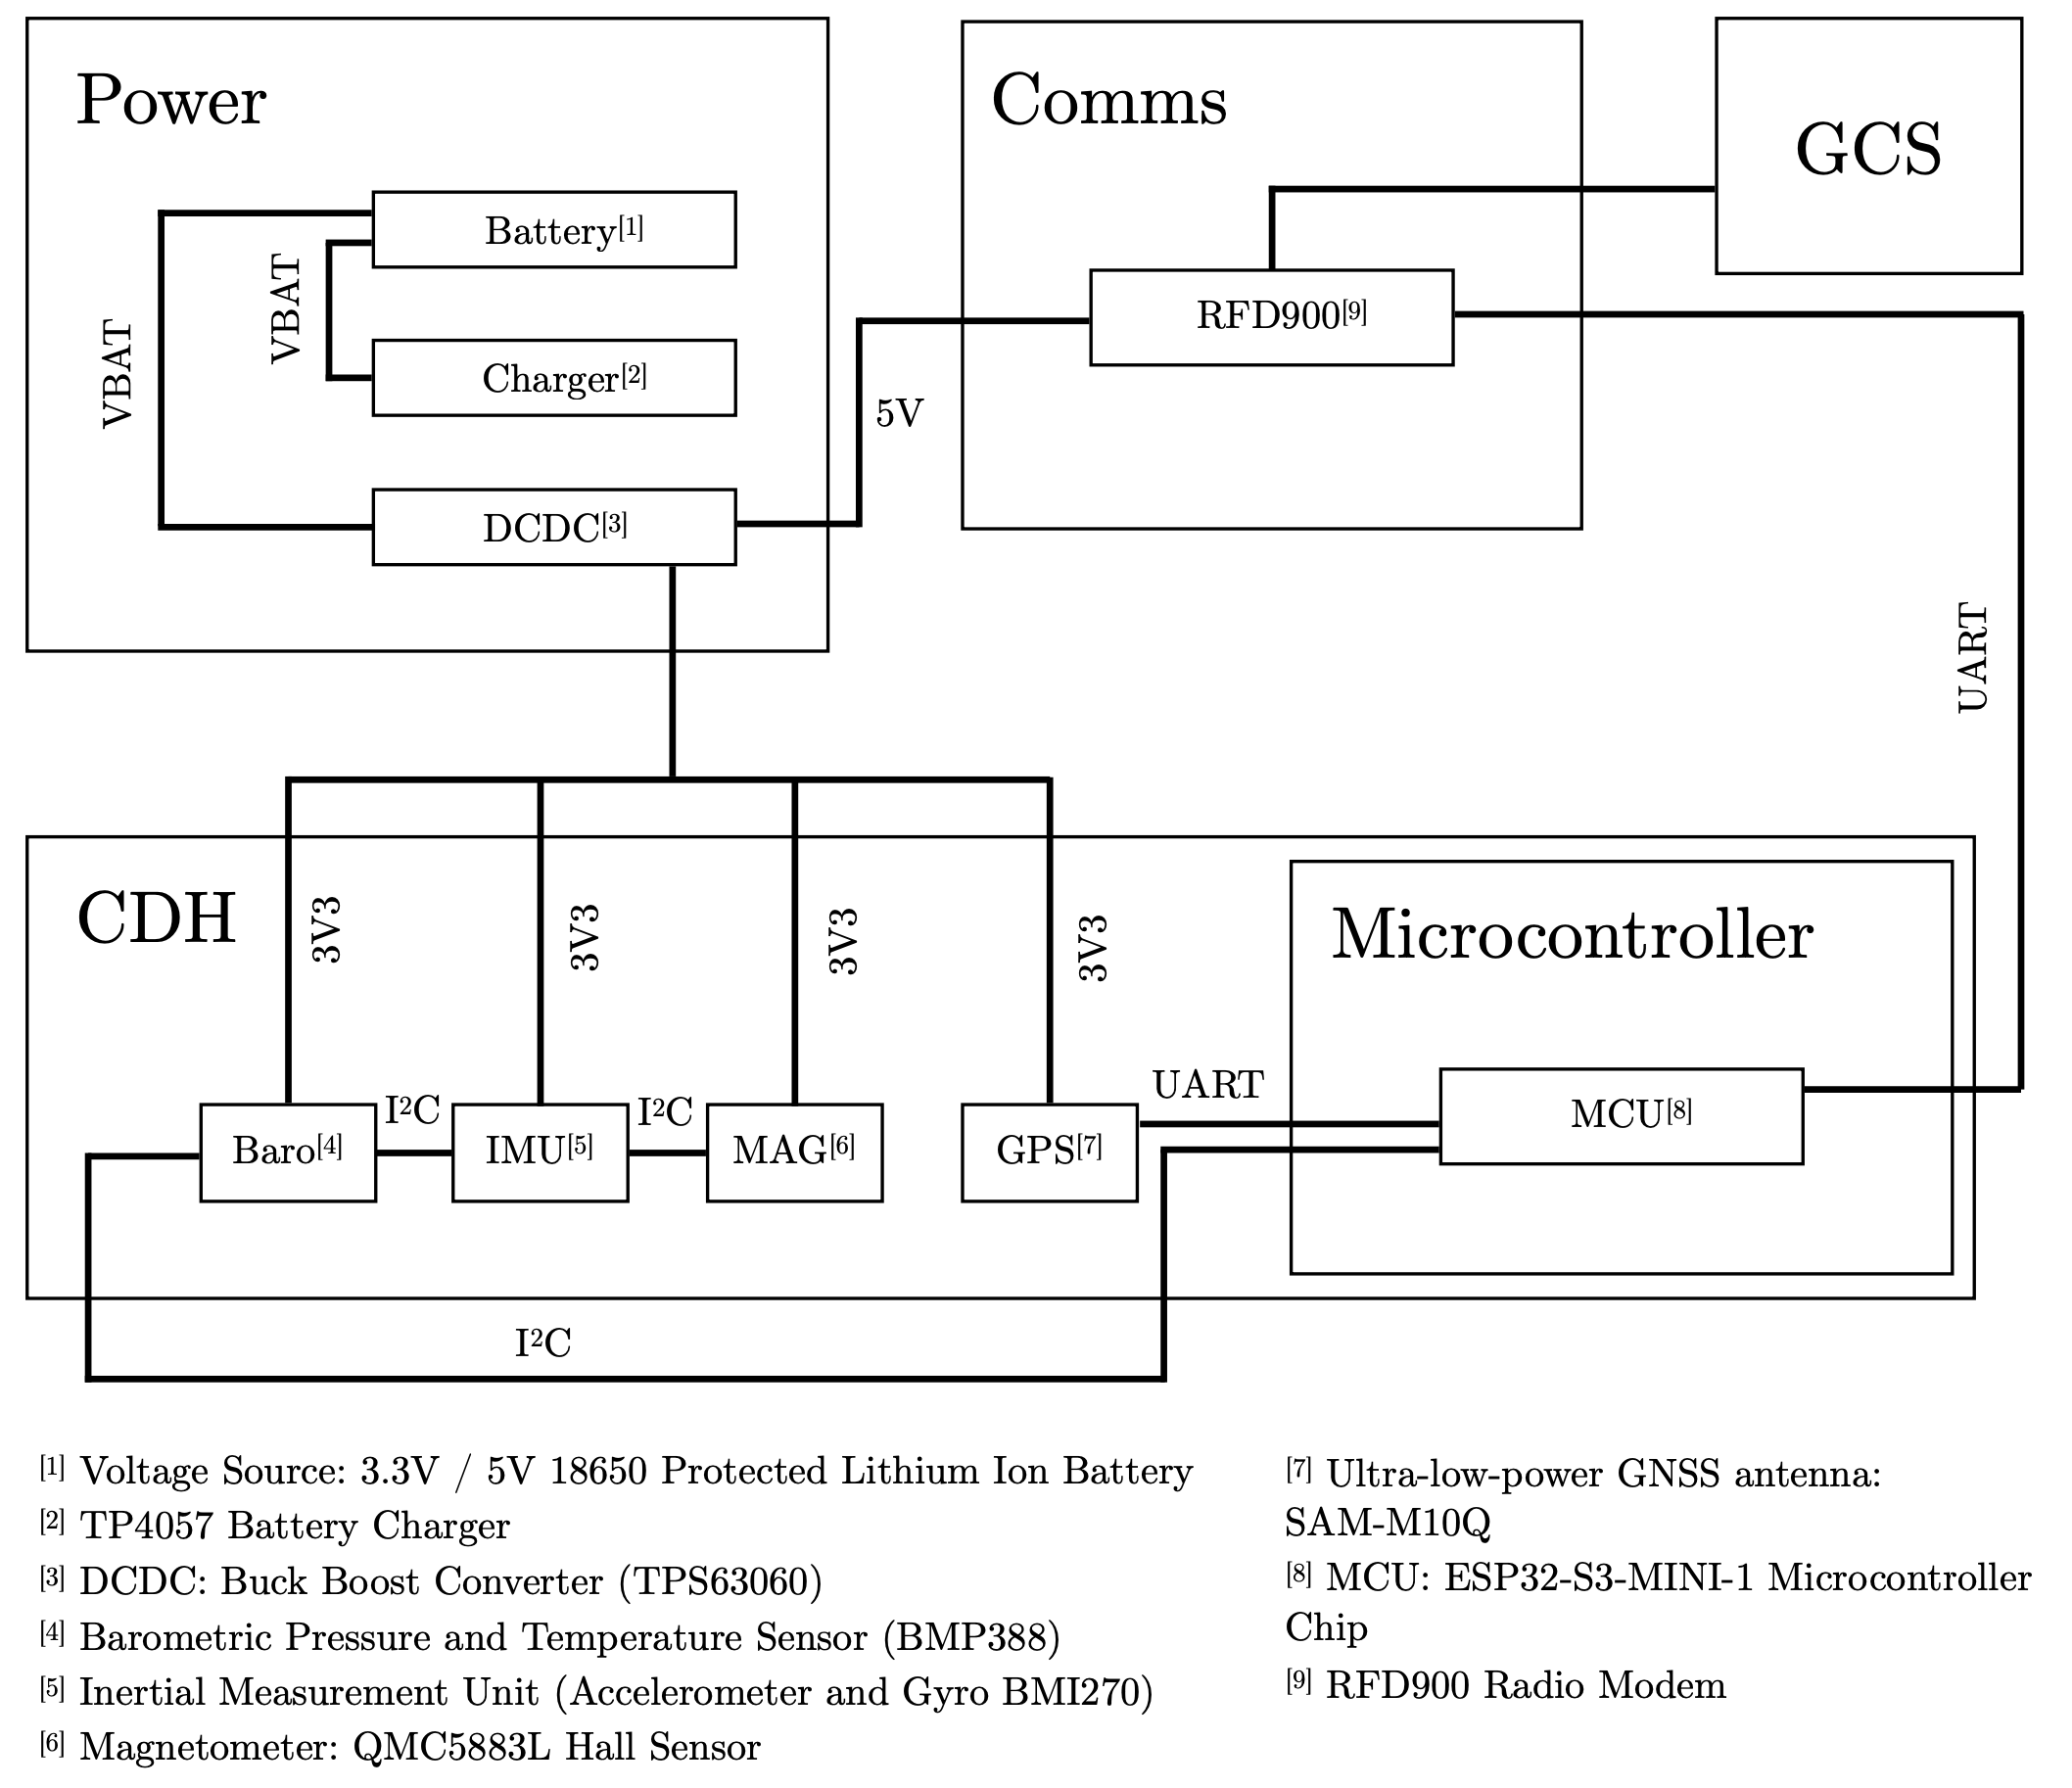 Power
Comms
GCS
Battery[1]
VBAT
VBAT
Charger[2]
RFD900[9]
5V
DCDC[3]
UART
CDH
3V3
3V3
3V3
3V3
Microcontroller
UART
MCU[8]
I²C
I²C
Baro[4]
IMU[5]
MAG[6]
GPS[7]
I²C
[1] Voltage Source: 3.3V / 5V 18650 Protected Lithium Ion Battery
[2] TP4057 Battery Charger
[3] DCDC: Buck Boost Converter (TPS63060)
[4] Barometric Pressure and Temperature Sensor (BMP388)
[5] Inertial Measurement Unit (Accelerometer and Gyro BMI270)
[6] Magnetometer: QMC5883L Hall Sensor
[7] Ultra-low-power GNSS antenna:
SAM-M10Q
[8] MCU: ESP32-S3-MINI-1 Microcontroller
Chip
[9] RFD900 Radio Modem